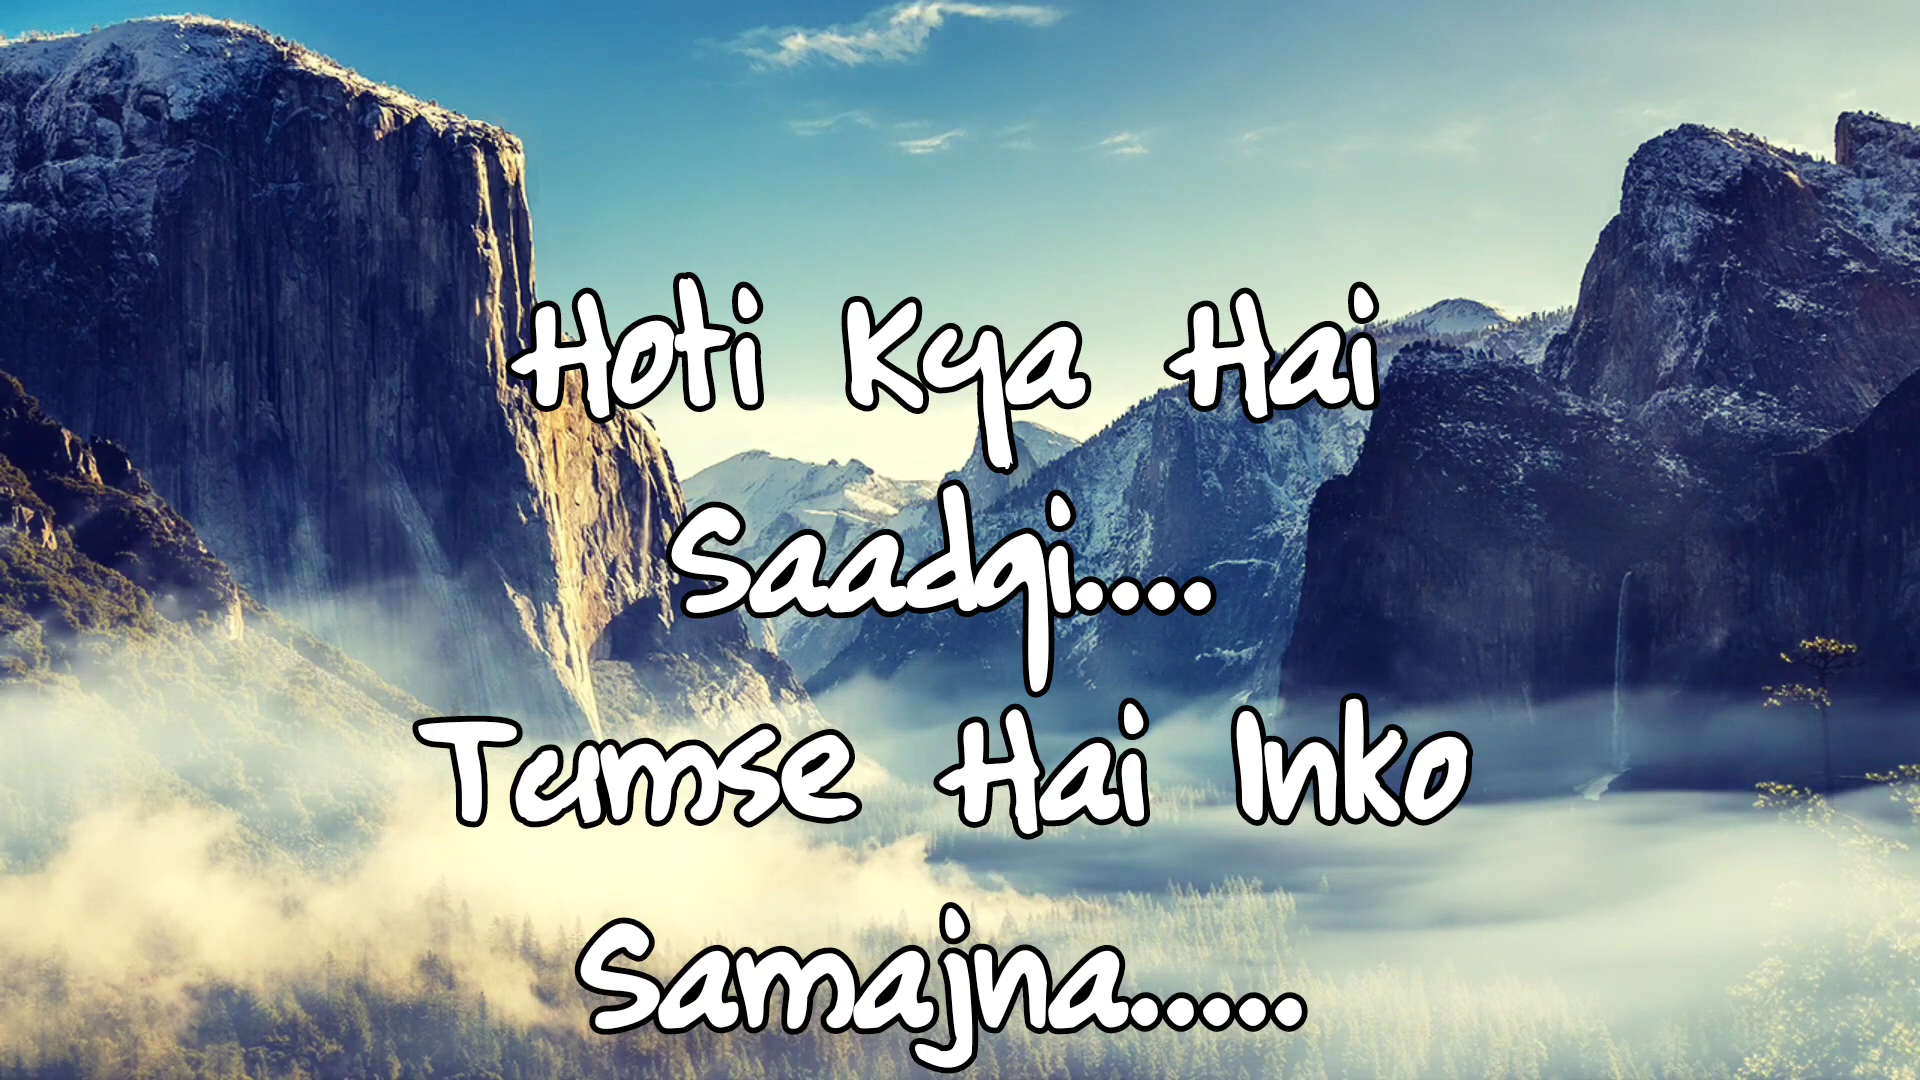 Hoti Kya Hai
Saadgi....
Tumse Hai Inko
Samajna.....